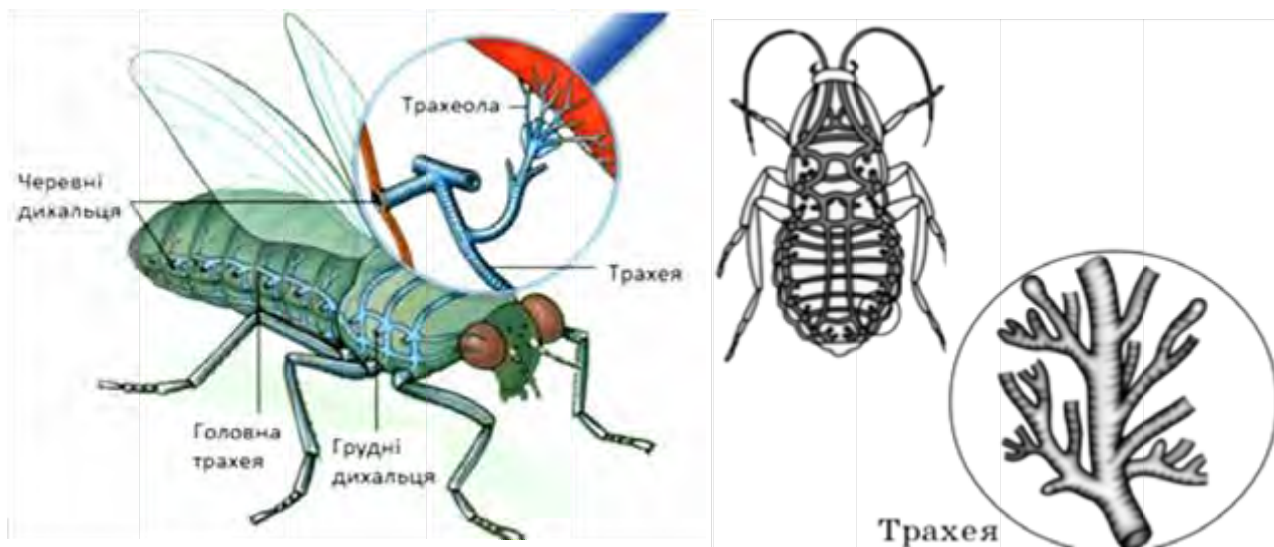 Трахеола
Черевні
дихальця
Трахея
Головна
трахея
Грудні
дихальця
Трахея